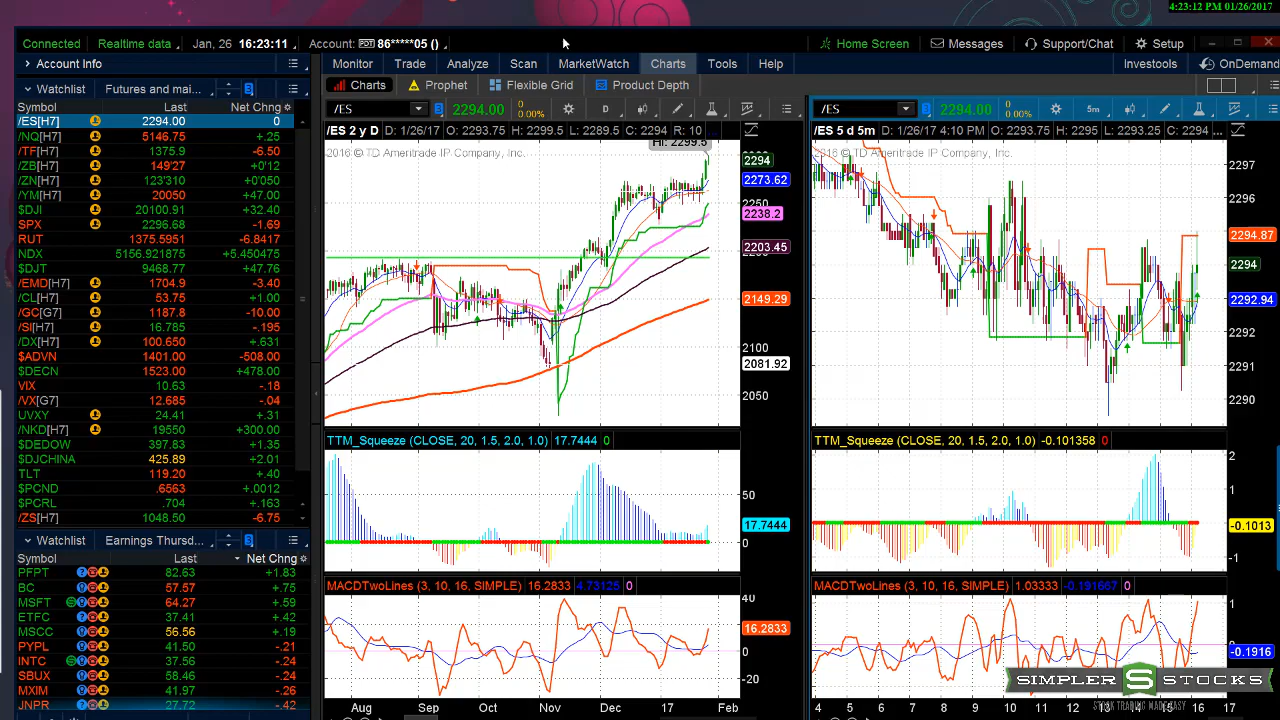 4:23:12 PM 01/26/2017
Connected Realtime data Jan, 26 16:23:11 Account: PDT 86*****05 () Home Screen Messages Support/Chat Setup
Account Info
Monitor Trade Analyze Scan MarketWatch Charts Tools Help Investools OnDemand
Watchlist Futures and mai...
Charts Prophet Flexible Grid Product Depth
Symbol Last Net Chng
/ES[H7] 2294.00 0
/NQ[H7] 5146.75 +.25
/TF[H7] 1375.9 -6.50
/ZB[H7] 149'27 +0'12
/ZN[H7] 123'310 +0'050
/YM[H7] 20050 +47.00
$DJI 20100.91 +32.40
SPX 2296.68 -1.69
RUT 1375.5951 -6.8417
NDX 5156.921875 +5.450475
$DJT 9468.77 +47.76
/EMD[H7] 1704.9 -3.40
/CL[H7] 53.75 +1.00
/GC[G7] 1187.8 -10.00
/SI[H7] 16.785 -.195
/DX[H7] 100.650 +.631
$ADVN 1401.00 -508.00
$DECN 1523.00 +478.00
VIX 10.63 -.18
/VX[G7] 12.685 -.04
UVXY 24.41 +.31
/NKD[H7] 19550 +300.00
$DEDOW 397.83 +1.35
$DJCHINA 425.89 +2.01
TLT 119.20 +.40
$PCND .6563 +.0012
$PCRL .704 +.163
/ZS[H7] 1048.50 -6.75
Watchlist Earnings Thursd...
Symbol Last Net Chng
PFPT 82.63 +1.83
BC 57.57 +.75
MSFT 64.27 +.59
ETFC 37.41 +.42
MSCC 56.56 +.19
PYPL 41.50 -.21
INTC 37.56 -.24
SBUX 58.46 -.24
MXIM 41.97 -.26
JNPR 27.72 -.42
/ES 2294.00 0 0.00% D
/ES 2 y D D: 1/26/17 O: 2293.75 H: 2299.5 L: 2289.5 C: 2294 R: 10
2016 © TD Ameritrade IP Company, Inc.
Hi: 2299.5
2294
2273.62
2250
2238.2
2203.45
2149.29
2100
2081.92
2050
TTM_Squeeze (CLOSE, 20, 1.5, 2.0, 1.0) 17.7444 0
50
17.7444
0
MACDTwoLines (3, 10, 16, SIMPLE) 16.2833 4.73125 0
40
16.2833
0
-20
Aug Sep Oct Nov Dec 17 Feb
/ES 2294.00 0 0.00% 5m
/ES 5 d 5m D: 1/26/17 4:10 PM O: 2293.75 H: 2295 L: 2293.25 C: 2294 ...
2016 © TD Ameritrade IP Company, Inc.
2297
2296
2294.87
2294
2292.94
2292
2291
2290
TTM_Squeeze (CLOSE, 20, 1.5, 2.0, 1.0) -0.101358 0
2
1
-0.1013
-1
MACDTwoLines (3, 10, 16, SIMPLE) 1.03333 -0.191667 0
1
-0.1916
4 5 6 7 8 9 10 11 12 13 14 15 16 17
SIMPLER S STOCKS
STOCK TRADING MADE EASY